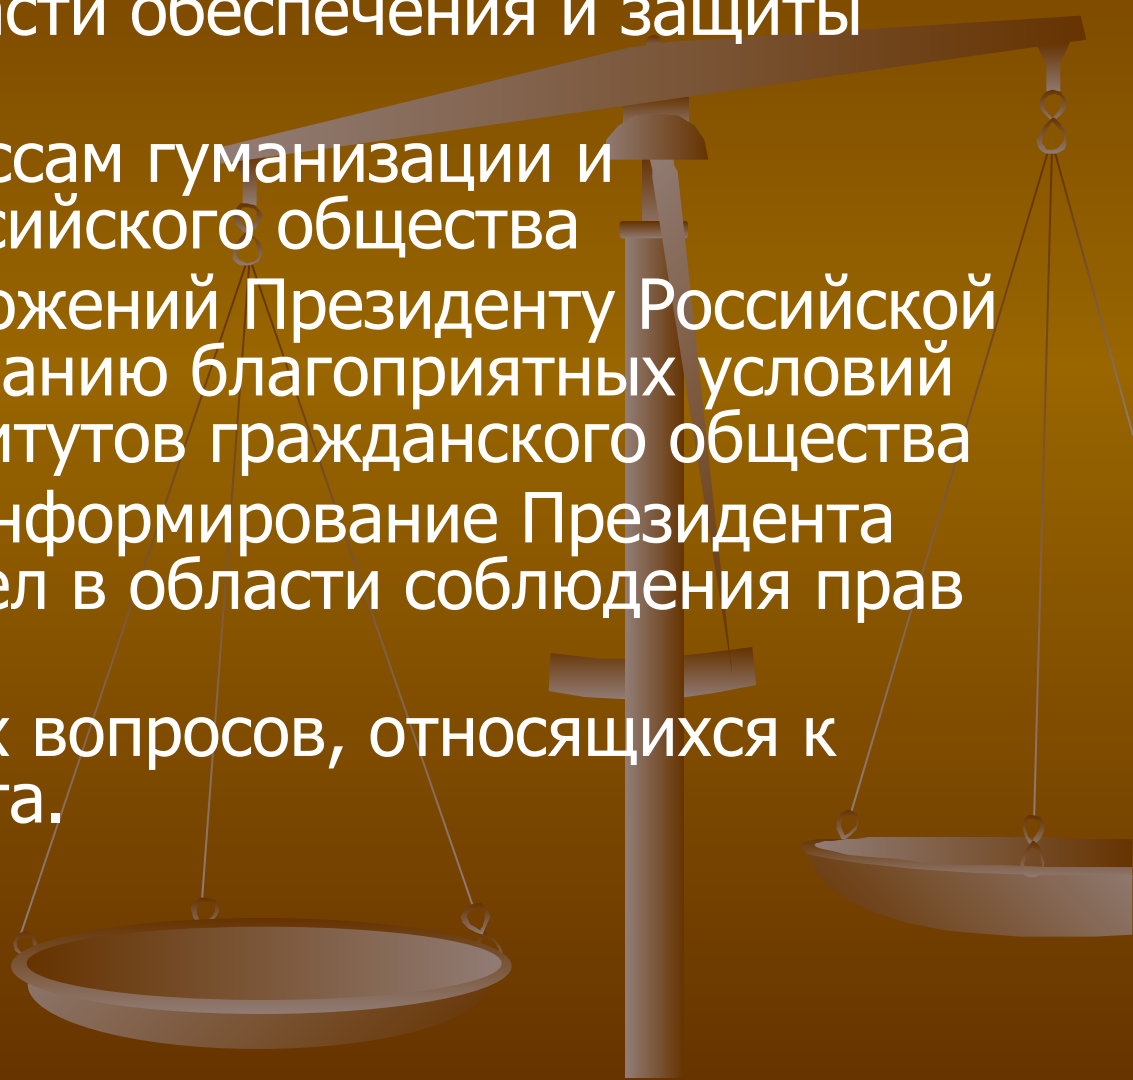 асти обеспечения и защиты
ссам гуманизации и
сийского общества
ожений Президенту Российской
анию благоприятных условий
итутов гражданского общества
нформирование Президента
ел в области соблюдения прав
х вопросов, относящихся к
та.